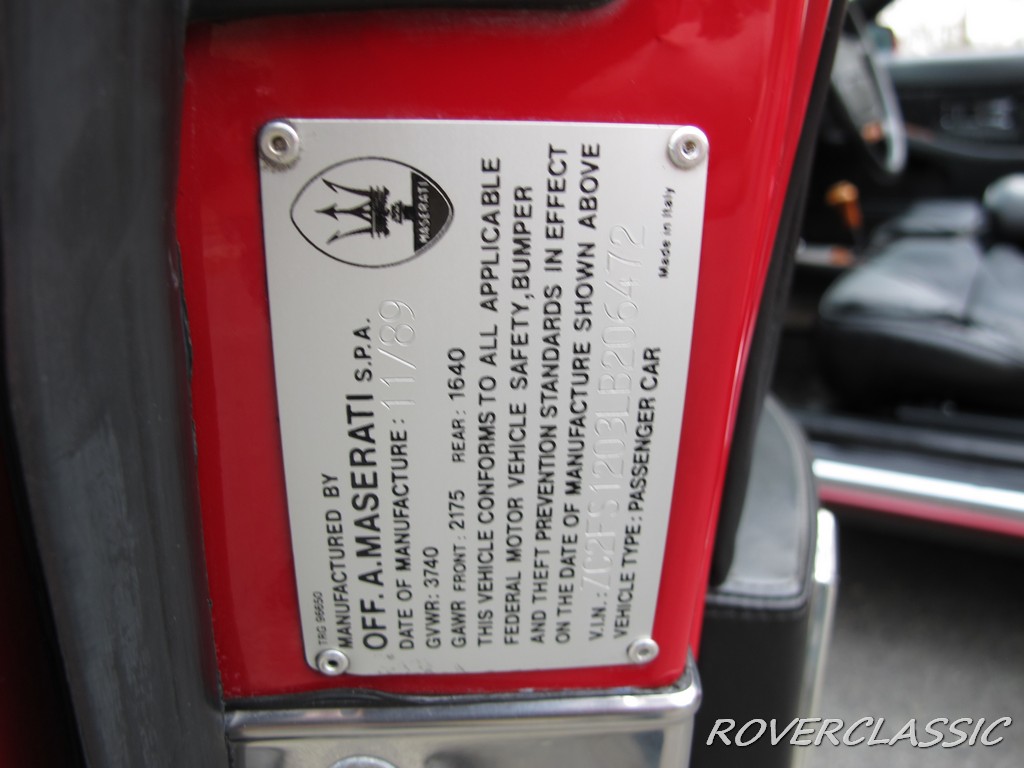 MASERATI
TRG 96650
MANUFACTURED BY
OFF. A. MASERATI S.P.A.
DATE OF MANUFACTURE: 11/89
GVWR: 3740
GAWR FRONT: 2175 REAR: 1640
THIS VEHICLE CONFORMS TO ALL APPLICABLE
FEDERAL MOTOR VEHICLE SAFETY, BUMPER
AND THEFT PREVENTION STANDARDS IN EFFECT
ON THE DATE OF MANUFACTURE SHOWN ABOVE
V.I.N.: ZC2FS1203LB206472
VEHICLE TYPE: PASSENGER CAR
Made in Italy
ROVERCLASSIC